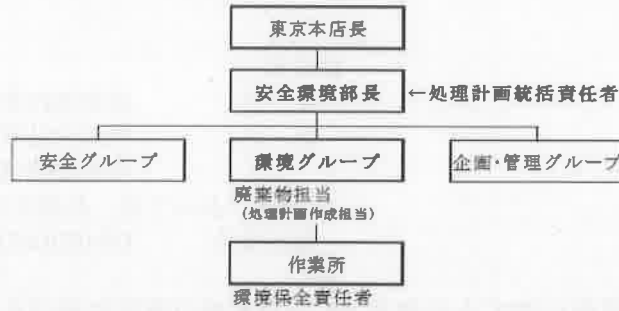 東京本店長
安全環境部長 ←処理計画統括責任者
安全グループ 環境グループ 企画・管理グループ
廃棄物担当
(処理計画作成担当)
作業所
環境保全責任者